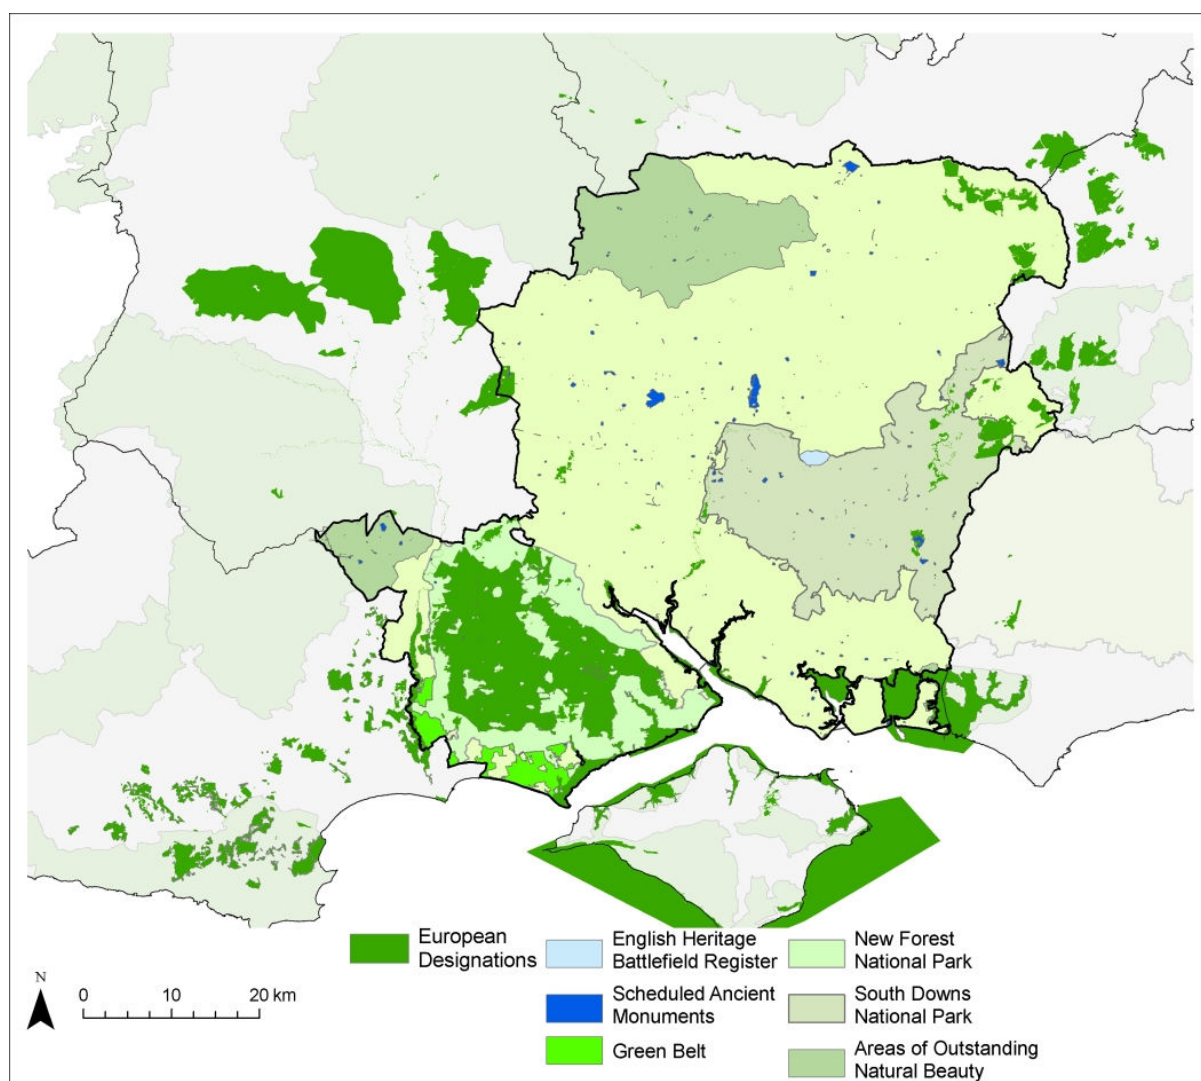 European
Designations
English Heritage
Battlefield Register
New Forest
National Park
Scheduled Ancient
Monuments
South Downs
National Park
Green Belt
Areas of Outstanding
Natural Beauty
N
0 10 20 km